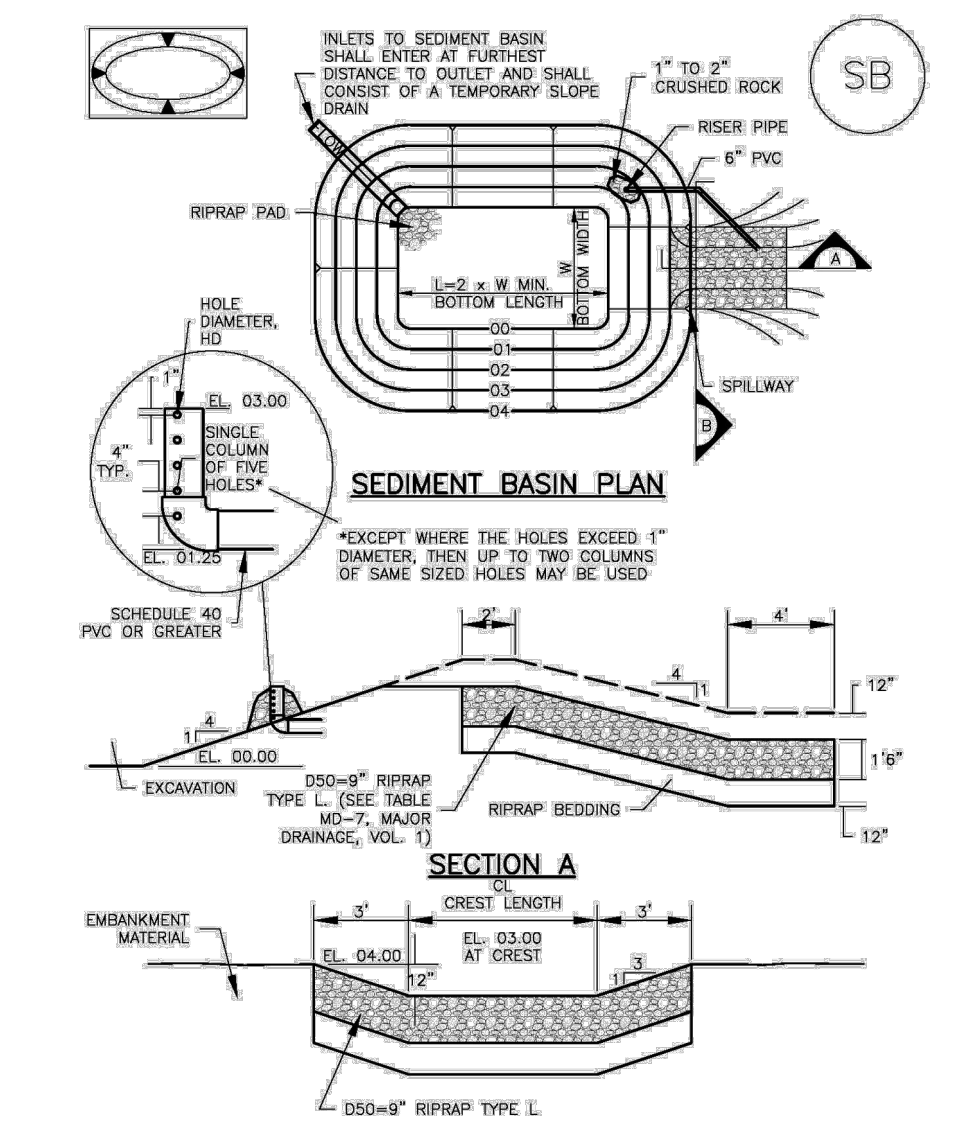 INLETS TO SEDIMENT BASIN
SHALL ENTER AT FURTHEST
DISTANCE TO OUTLET AND SHALL
CONSIST OF A TEMPORARY SLOPE
DRAIN
1" TO 2"
CRUSHED ROCK
SB
RISER PIPE
6" PVC
FLOW
RIPRAP PAD
A
W
BOTTOM WIDTH
L=2 x W MIN.
BOTTOM LENGTH
00
01
02
03
04
SPILLWAY
B
HOLE
DIAMETER,
HD
1"
EL. 03.00
4"
TYP.
SINGLE
COLUMN
OF FIVE
HOLES*
EL. 01.25
SEDIMENT BASIN PLAN
*EXCEPT WHERE THE HOLES EXCEED 1"
DIAMETER, THEN UP TO TWO COLUMNS
OF SAME SIZED HOLES MAY BE USED
SCHEDULE 40
PVC OR GREATER
2'
4'
4
1
12"
4
1
EL. 00.00
EXCAVATION
1'6"
D50=9" RIPRAP
TYPE L. (SEE TABLE
MD-7, MAJOR
DRAINAGE, VOL. 1)
RIPRAP BEDDING
12"
SECTION A
CL
CREST LENGTH
3'
3'
EMBANKMENT
MATERIAL
EL. 04.00
EL. 03.00
AT CREST
12"
3
1
D50=9" RIPRAP TYPE L